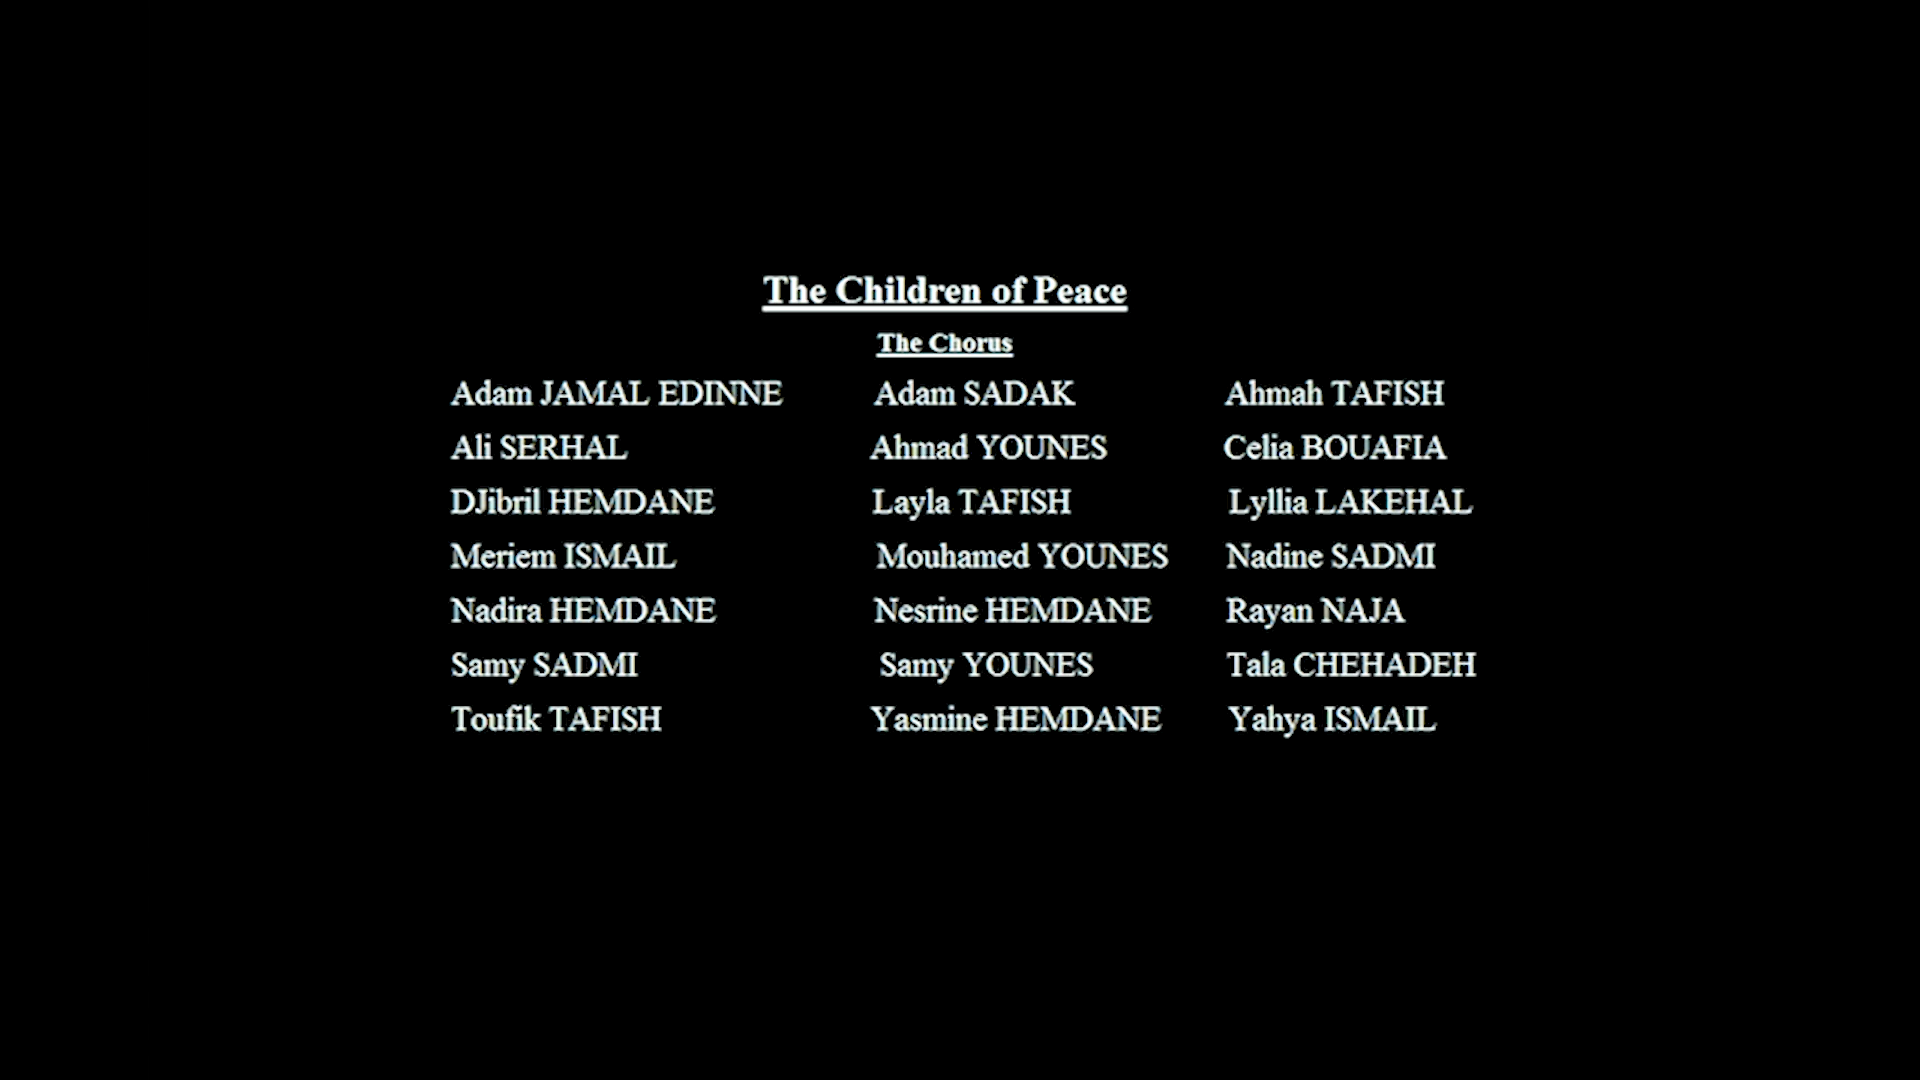 The Children of Peace
The Chorus
Adam JAMAL EDINNE Adam SADAK Ahmah TAFISH
Ali SERHAL Ahmad YOUNES Celia BOUAFIA
DJibril HEMDANE Layla TAFISH Lyllia LAKEHAL
Meriem ISMAIL Mouhamed YOUNES Nadine SADMI
Nadira HEMDANE Nesrine HEMDANE Rayan NAJA
Samy SADMI Samy YOUNES Tala CHEHADEH
Toufik TAFISH Yasmine HEMDANE Yahya ISMAIL